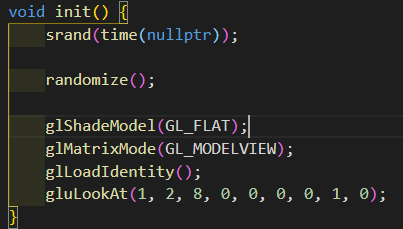 void init() {
srand(time(nullptr));
randomize();
glShadeModel(GL_FLAT);
glMatrixMode(GL_MODELVIEW);
glLoadIdentity();
gluLookAt(1, 2, 8, 0, 0, 0, 0, 1, 0);
}